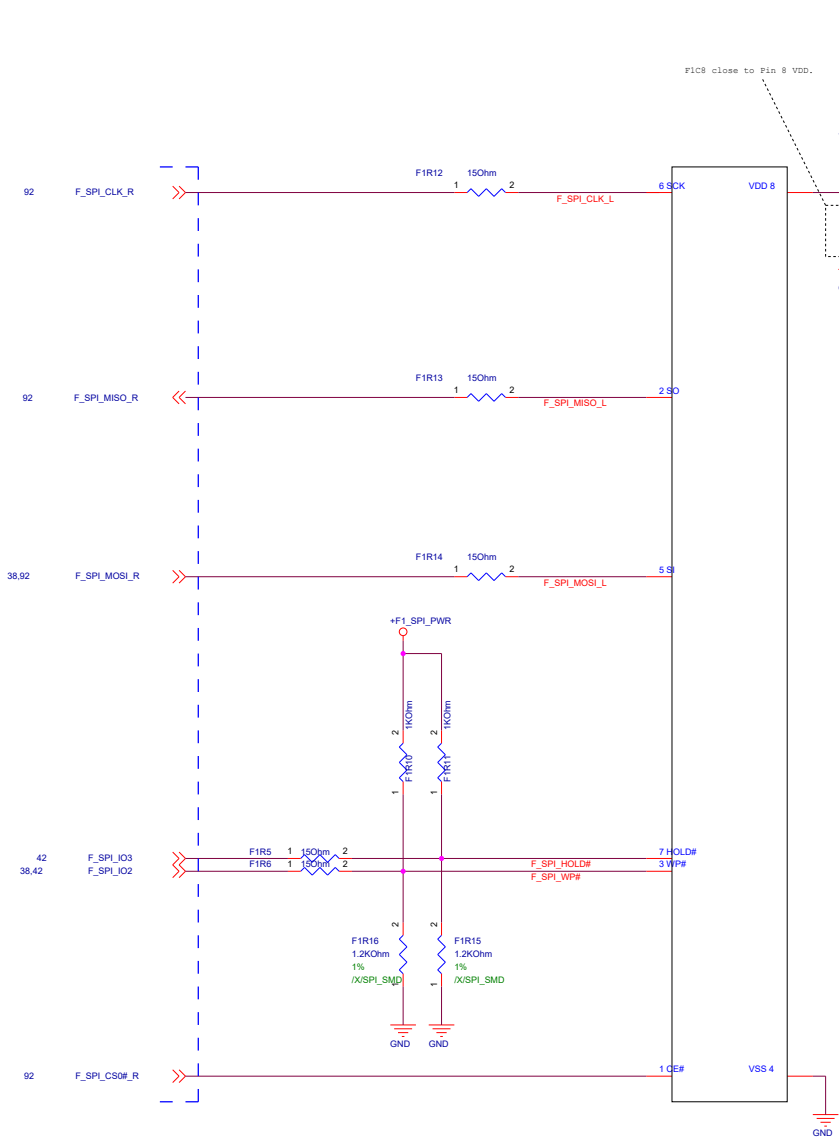 F1C8 close to Pin 8 VDD.
92 F_SPI_CLK_R
F1R12 15Ohm
1 2
F_SPI_CLK_L
6 SCK
VDD 8
92 F_SPI_MISO_R
F1R13 15Ohm
1 2
F_SPI_MISO_L
2 SO
38,92 F_SPI_MOSI_R
F1R14 15Ohm
1 2
F_SPI_MOSI_L
5 SI
+F1_SPI_PWR
2 1KOhm F1R10 1
2 1KOhm F1R11 1
42 F_SPI_IO3
F1R5 1 15Ohm 2
F_SPI_HOLD#
7 HOLD#
38,42 F_SPI_IO2
F1R6 1 15Ohm 2
F_SPI_WP#
3 WP#
2
F1R16
1.2KOhm
1%
/X/SPI_SMD
1
GND
2
F1R15
1.2KOhm
1%
/X/SPI_SMD
1
GND
92 F_SPI_CS0#_R
1 CE#
VSS 4
GND